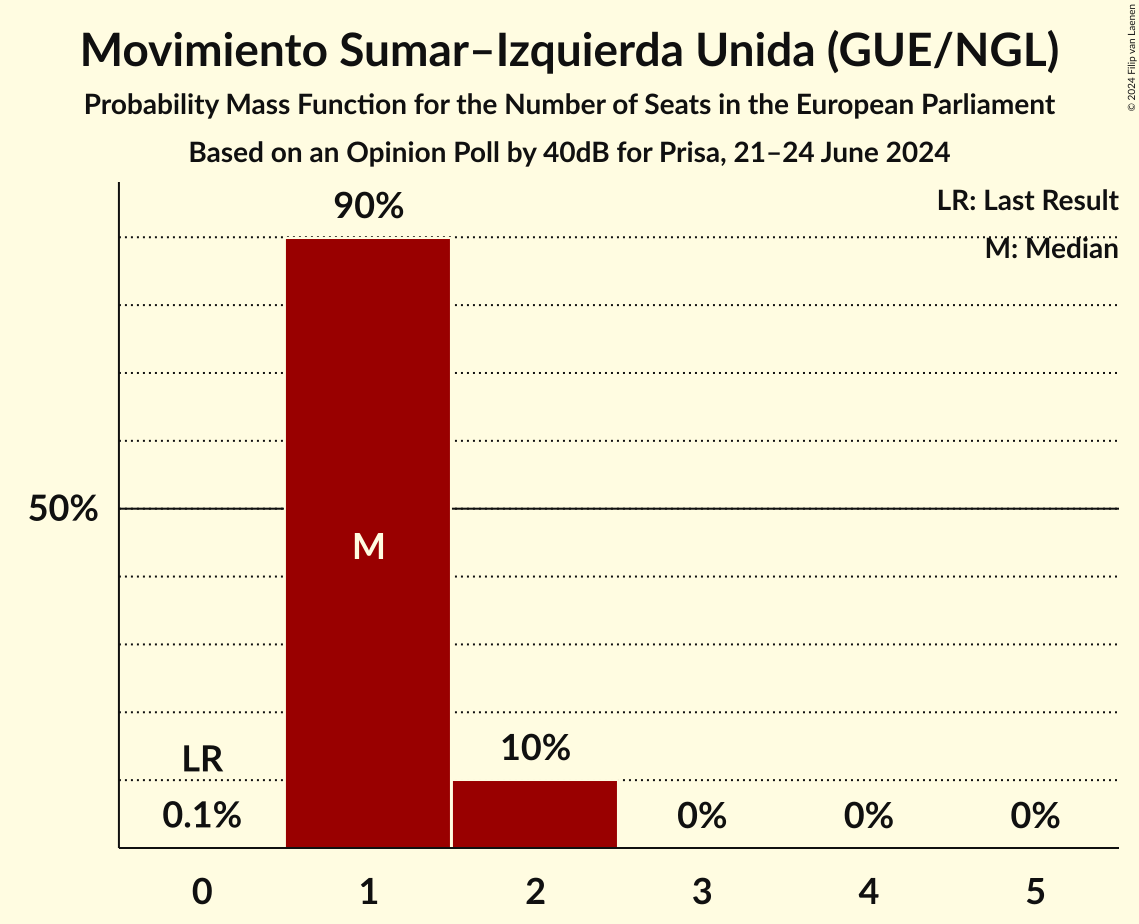 Movimiento Sumar–Izquierda Unida (GUE/NGL)
Probability Mass Function for the Number of Seats in the European Parliament
Based on an Opinion Poll by 40dB for Prisa, 21–24 June 2024
© 2024 Filip van Laenen
LR: Last Result
M: Median
90%
50%
M
LR
10%
0.1%
0%
0%
0%
0
1
2
3
4
5